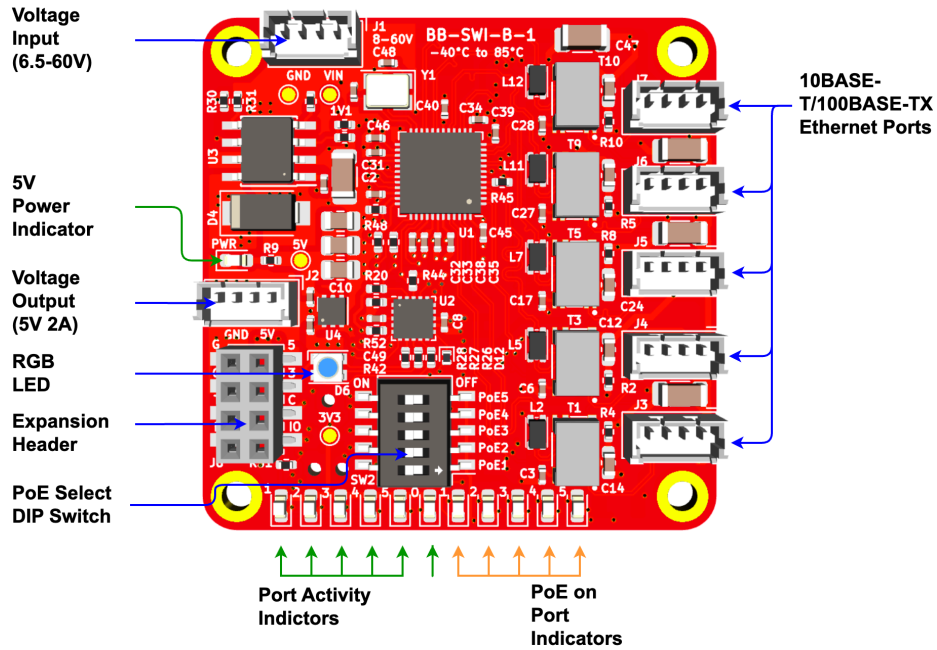 Voltage
Input
(6.5-60V)
5V
Power
Indicator
Voltage
Output
(5V 2A)
RGB
LED
Expansion
Header
PoE Select
DIP Switch
J1
8-60V
C48
BB-SWI-B-1
-40°C to 85°C
C47
T10
J7
GND
VIN
Y1
L12
R30
R31
1V1
C40
C34
C39
C28
R10
U3
C46
C31
C2
T9
J6
L11
R45
D4
R48
U1
C45
C27
R5
PWR
R9
5V
T5
R8
J5
L7
J2
C10
R20
R44
C32
C33
C38
C35
C17
C24
U2
C8
U4
GND
5V
R52
C49
R42
T3
C12
J4
L5
R28
R27
R26
D12
G
5
3
C
IO
D6
ON
OFF
C6
R2
J3
PoE5
PoE4
PoE3
PoE2
PoE1
3V3
L2
T1
R4
J8
R51
SW2
C3
C14
1 2 3 4 5 0 1 2 3 4 5
10BASE-
T/100BASE-TX
Ethernet Ports
Port Activity
Indictors
PoE on
Port
Indicators